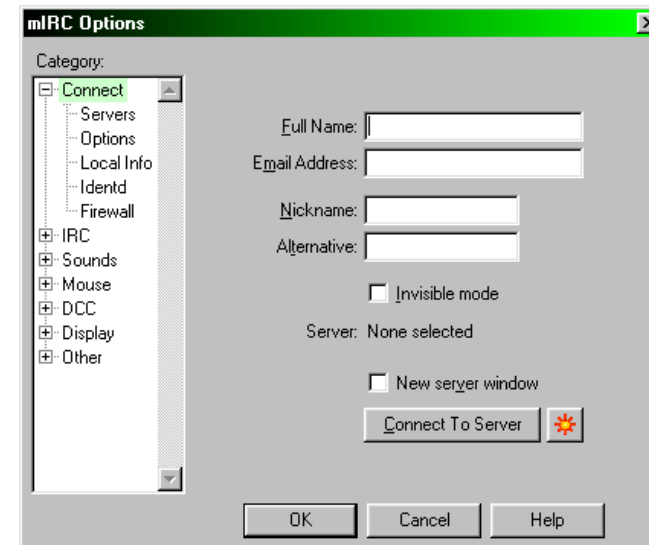 mIRC Options
Category:
Connect
Servers
Options
Local Info
Identd
Firewall
IRC
Sounds
Mouse
DCC
Display
Other
Full Name:
Email Address:
Nickname:
Alternative:
Invisible mode
Server: None selected
New server window
Connect To Server
OK Cancel Help